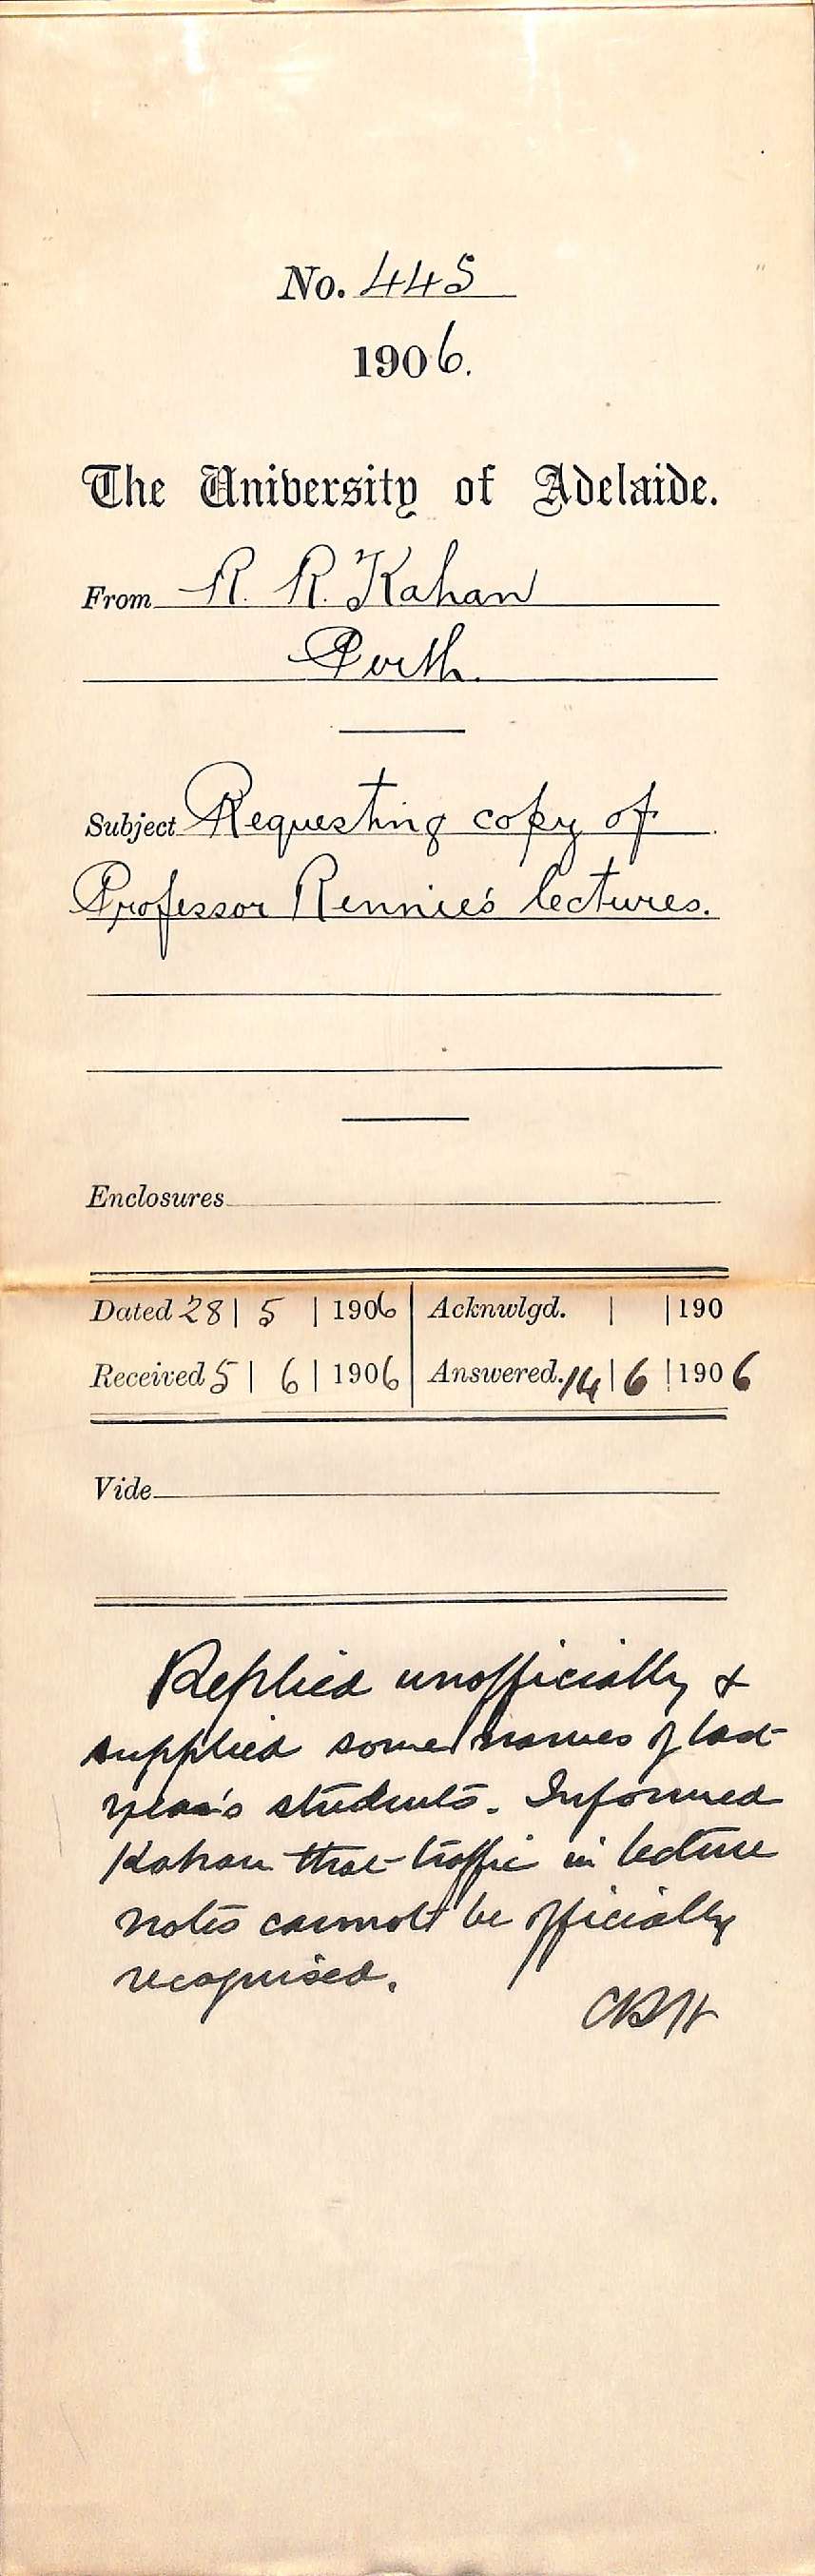 No. 445
1906.
The University of Adelaide.
From R. R. Kahan
Perth.
Subject Requesting copy of
Professor Rennie's lectures.
Enclosures
Dated 28 | 5 | 1906 Acknwlgd. | | 190
Received 5 | 6 | 1906 Answered. 14 | 6 | 1906
Vide
Replied unofficially &
supplied some names of last
year's students. Informed
Kahan that traffic in lecture
notes cannot be officially
recognised.
CRH